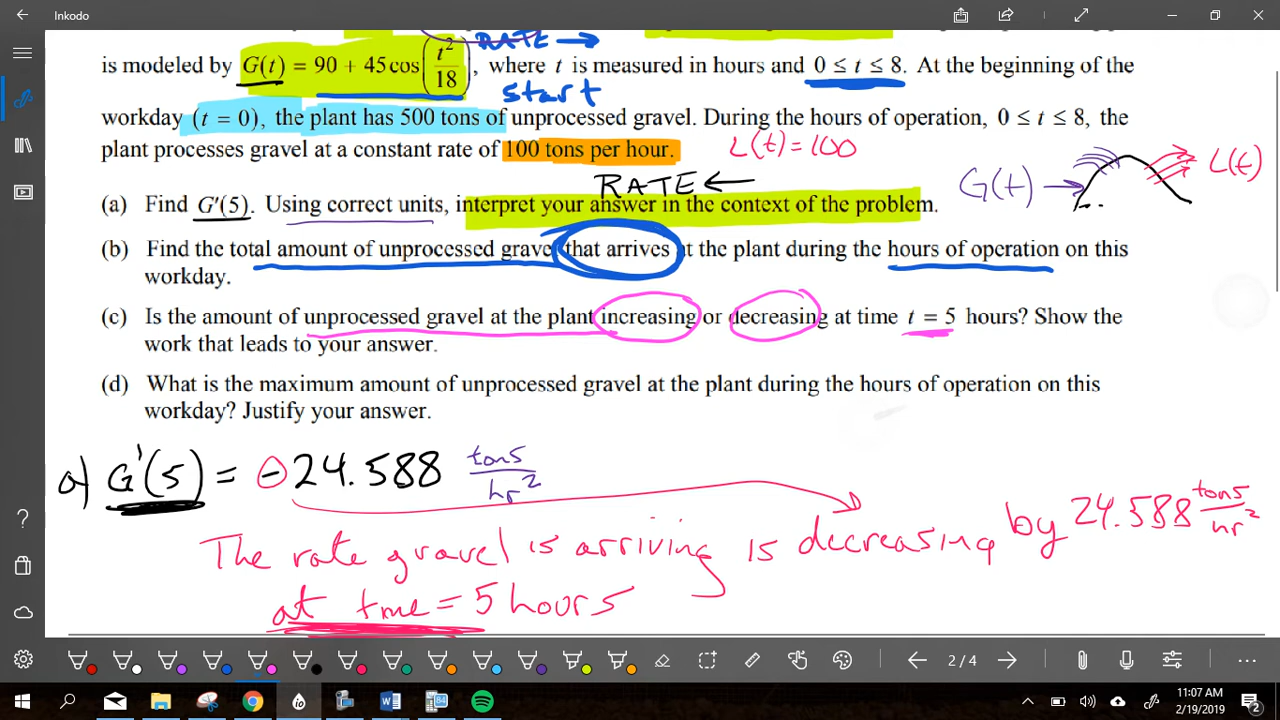 Inkodo
RATE →
is modeled by G(t) = 90 + 45 cos(t²/18), where t is measured in hours and 0 ≤ t ≤ 8. At the beginning of the
start
workday (t = 0), the plant has 500 tons of unprocessed gravel. During the hours of operation, 0 ≤ t ≤ 8, the
plant processes gravel at a constant rate of 100 tons per hour.
L(t)=100
RATE ←
G(t) →
L(t)
(a) Find G′(5). Using correct units, interpret your answer in the context of the problem.
(b) Find the total amount of unprocessed gravel that arrives at the plant during the hours of operation on this
workday.
(c) Is the amount of unprocessed gravel at the plant increasing or decreasing at time t = 5 hours? Show the
work that leads to your answer.
(d) What is the maximum amount of unprocessed gravel at the plant during the hours of operation on this
workday? Justify your answer.
a) G'(5) = -24.588 tons/hr²
The rate gravel is arriving is decreasing by 24.588 tons/hr²
at time = 5 hours
2 / 4
11:07 AM
2/19/2019
2